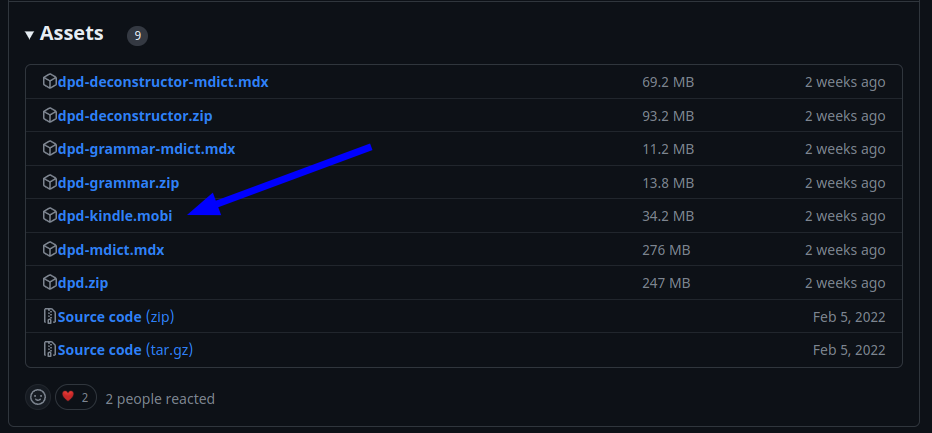 Assets 9
dpd-deconstructor-mdict.mdx 69.2 MB 2 weeks ago
dpd-deconstructor.zip 93.2 MB 2 weeks ago
dpd-grammar-mdict.mdx 11.2 MB 2 weeks ago
dpd-grammar.zip 13.8 MB 2 weeks ago
dpd-kindle.mobi 34.2 MB 2 weeks ago
dpd-mdict.mdx 276 MB 2 weeks ago
dpd.zip 247 MB 2 weeks ago
Source code (zip) Feb 5, 2022
Source code (tar.gz) Feb 5, 2022
2 2 people reacted